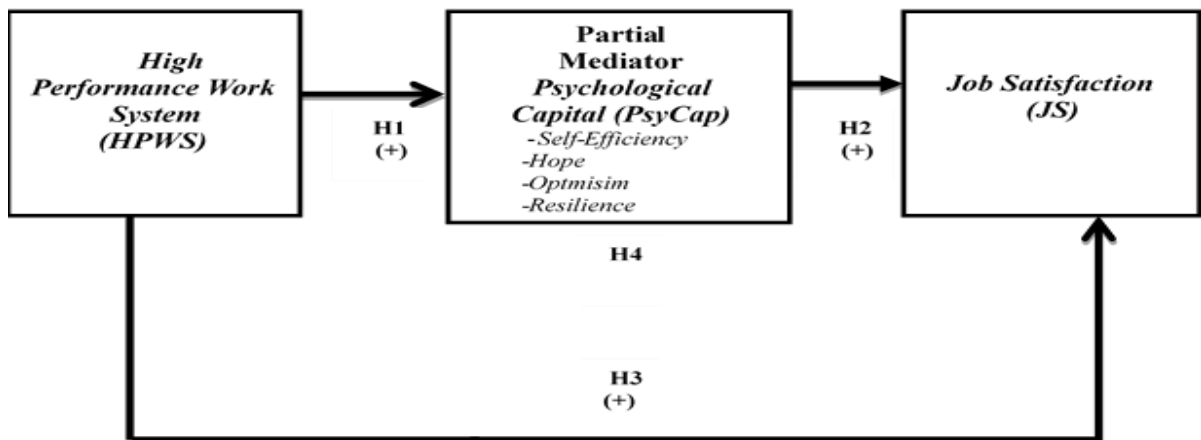 High
Performance Work
System
(HPWS)
H1
(+)
Partial
Mediator
Psychological
Capital (PsyCap)
-Self-Efficiency
-Hope
-Optmisim
-Resilience
H2
(+)
Job Satisfaction
(JS)
H4
H3
(+)